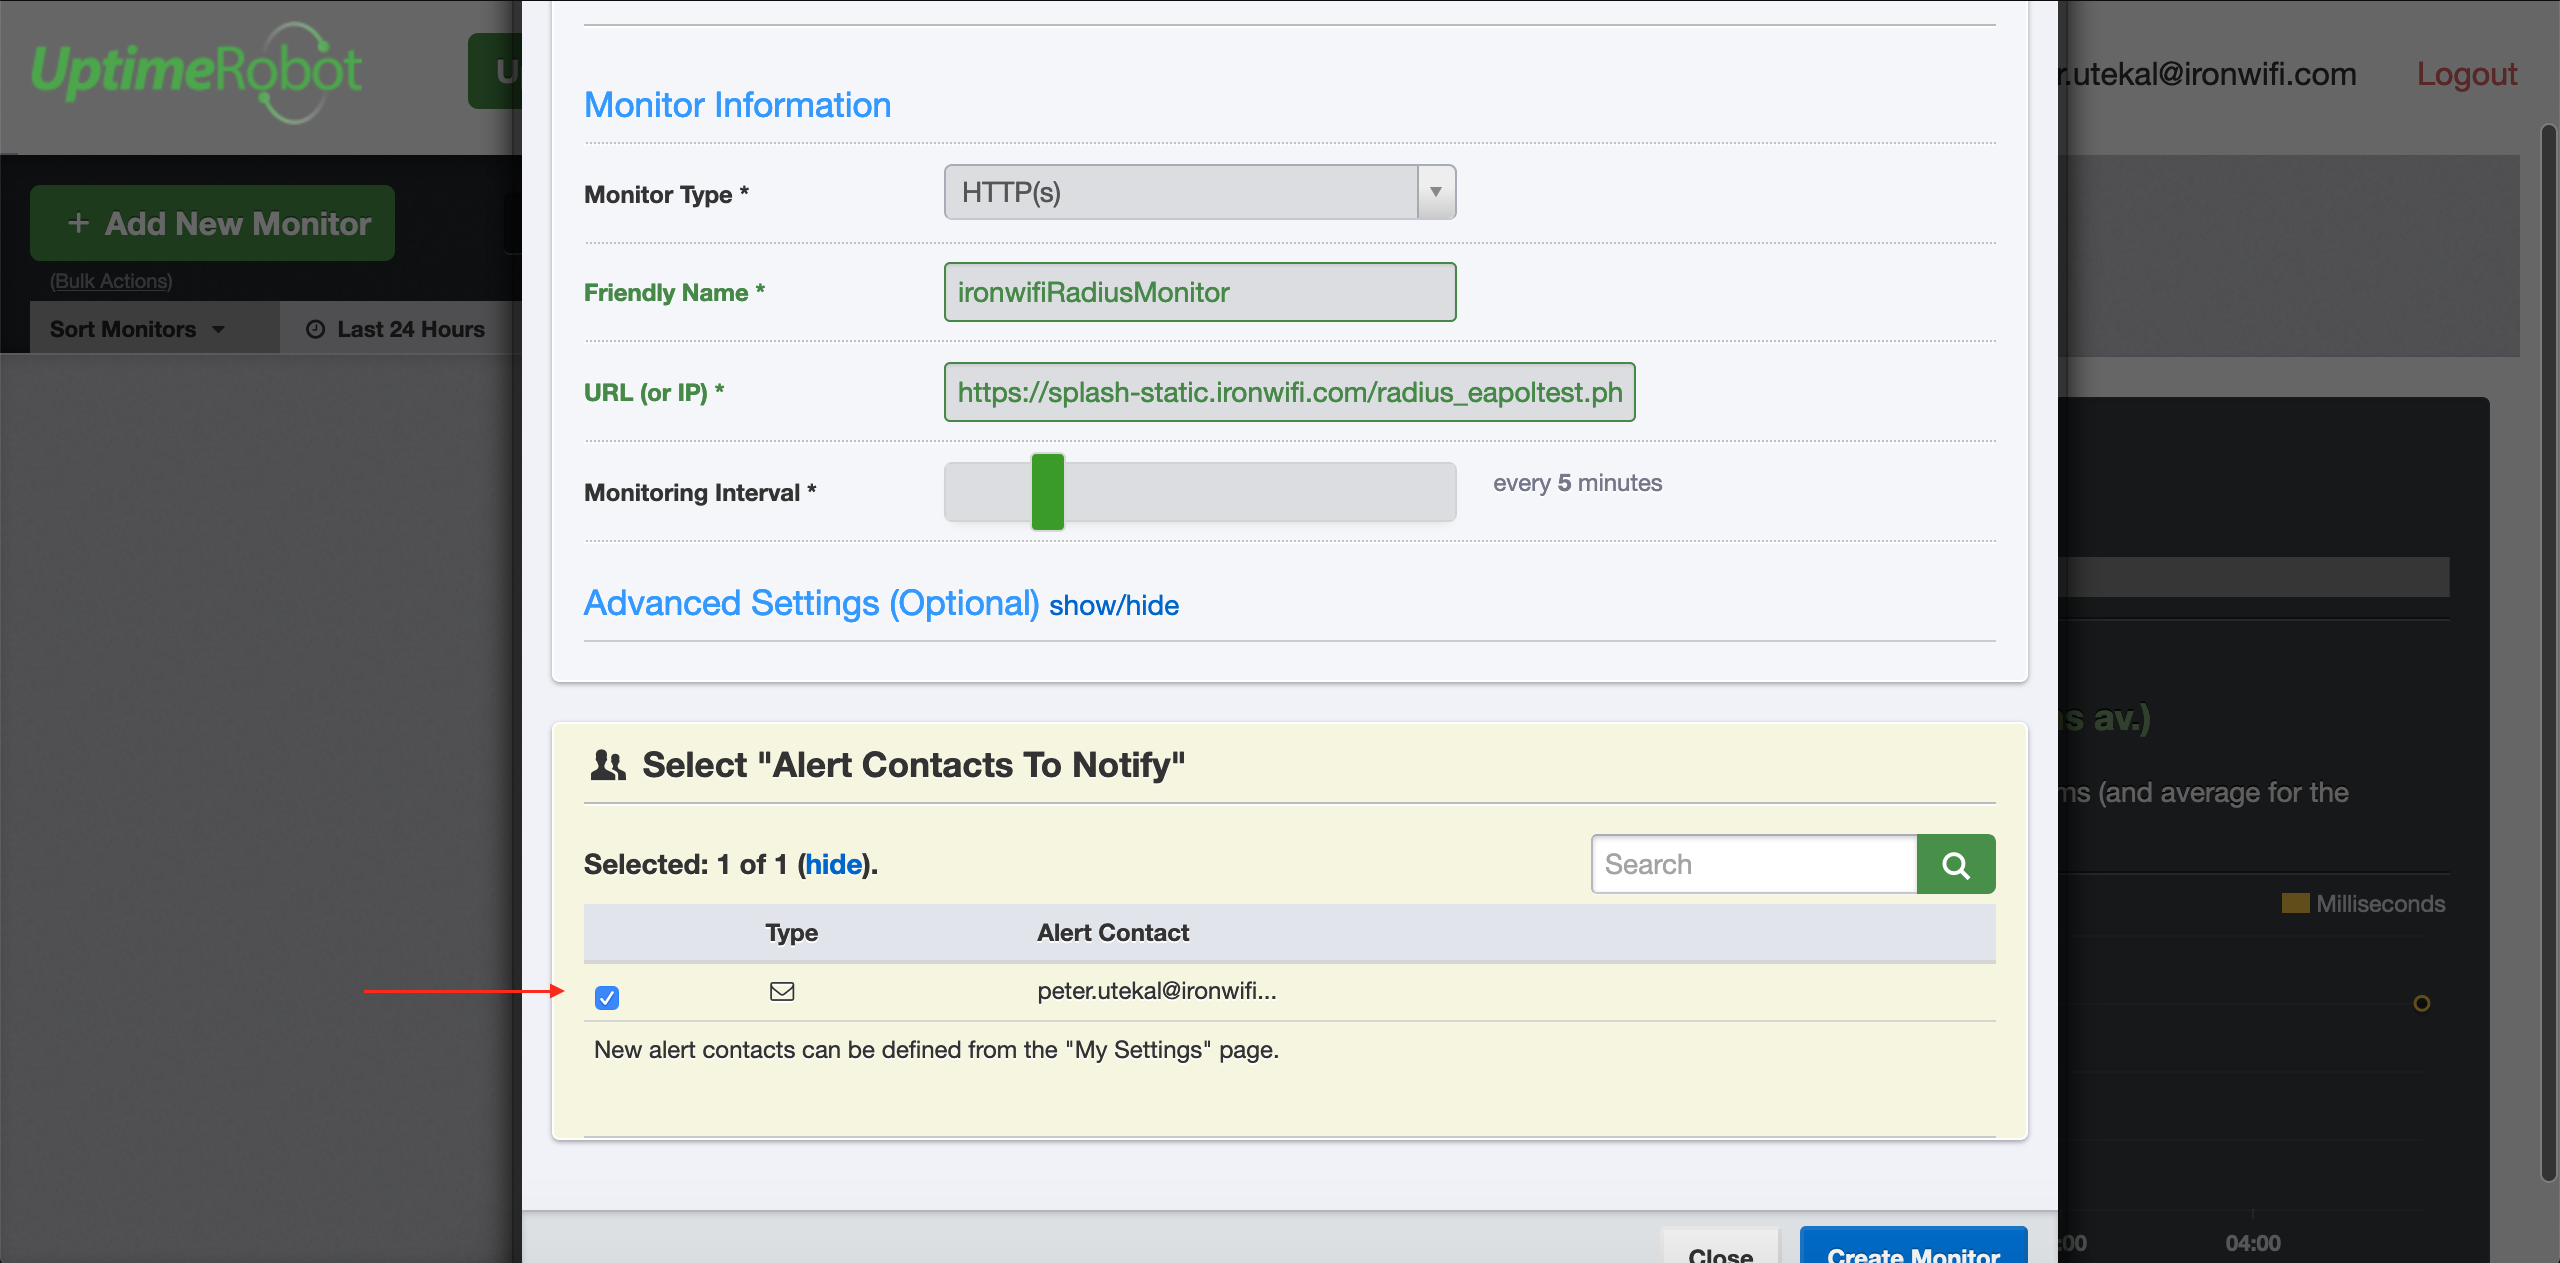 UptimeRobot
r.utekal@ironwifi.com Logout
+ Add New Monitor
(Bulk Actions)
Sort Monitors Last 24 Hours
Monitor Information
Monitor Type * HTTP(s)
Friendly Name * ironwifiRadiusMonitor
URL (or IP) * https://splash-static.ironwifi.com/radius_eapoltest.ph
Monitoring Interval * every 5 minutes
Advanced Settings (Optional) show/hide
s av.)
ms (and average for the
Select "Alert Contacts To Notify"
Selected: 1 of 1 (hide). Search
Milliseconds
Type Alert Contact
peter.utekal@ironwifi...
New alert contacts can be defined from the "My Settings" page.
Close Create Monitor
:00 04:00